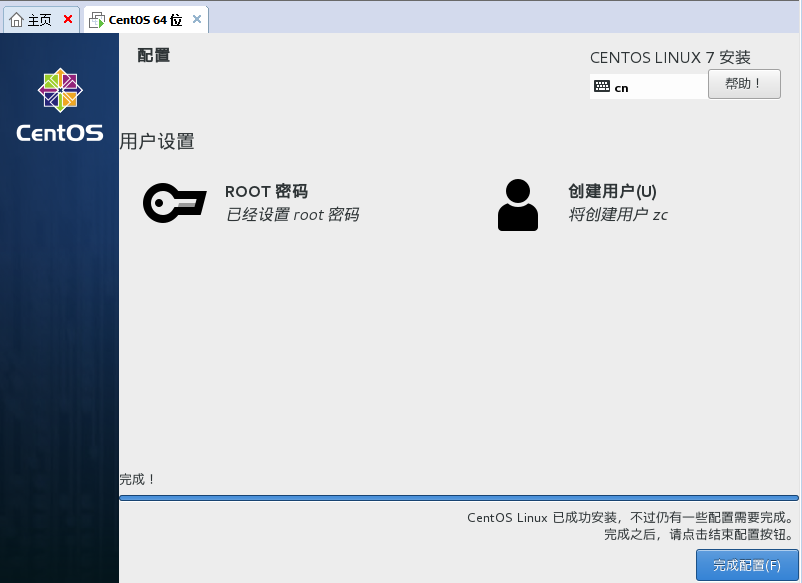 主页
CentOS 64 位
配置
CENTOS LINUX 7 安装
cn
帮助！
CentOS
用户设置
ROOT 密码
已经设置 root 密码
创建用户(U)
将创建用户 zc
完成！
CentOS Linux 已成功安装，不过仍有一些配置需要完成。
完成之后，请点击结束配置按钮。
完成配置(F)